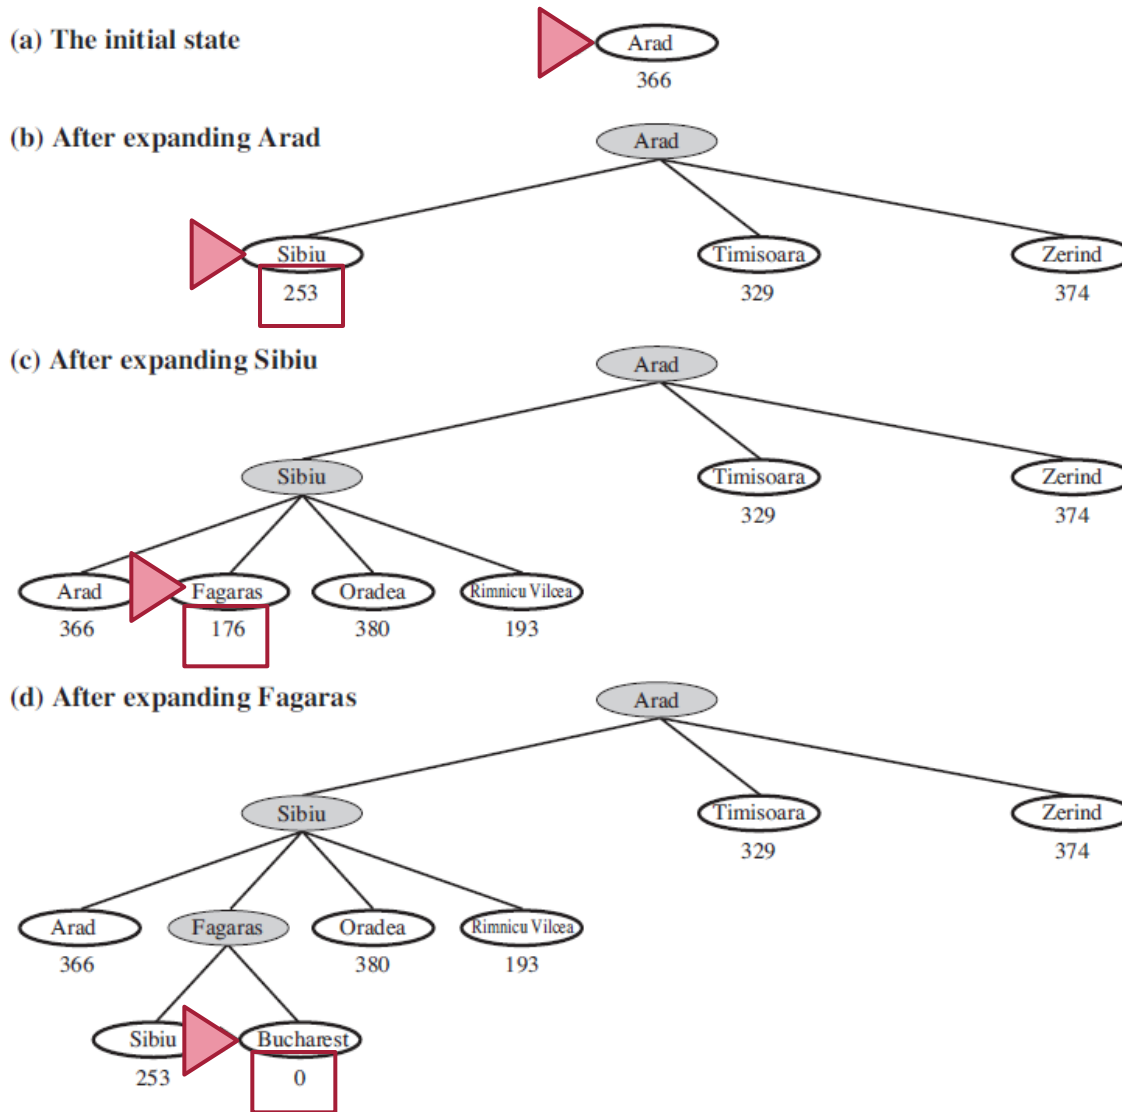 (a) The initial state
Arad
366
(b) After expanding Arad
Arad
Sibiu Timisoara Zerind
253 329 374
(c) After expanding Sibiu
Arad
Sibiu Timisoara Zerind
329 374
Arad Fagaras Oradea Rimnicu Vilcea
366 176 380 193
(d) After expanding Fagaras
Arad
Sibiu Timisoara Zerind
329 374
Arad Fagaras Oradea Rimnicu Vilcea
366 380 193
Sibiu Bucharest
253 0